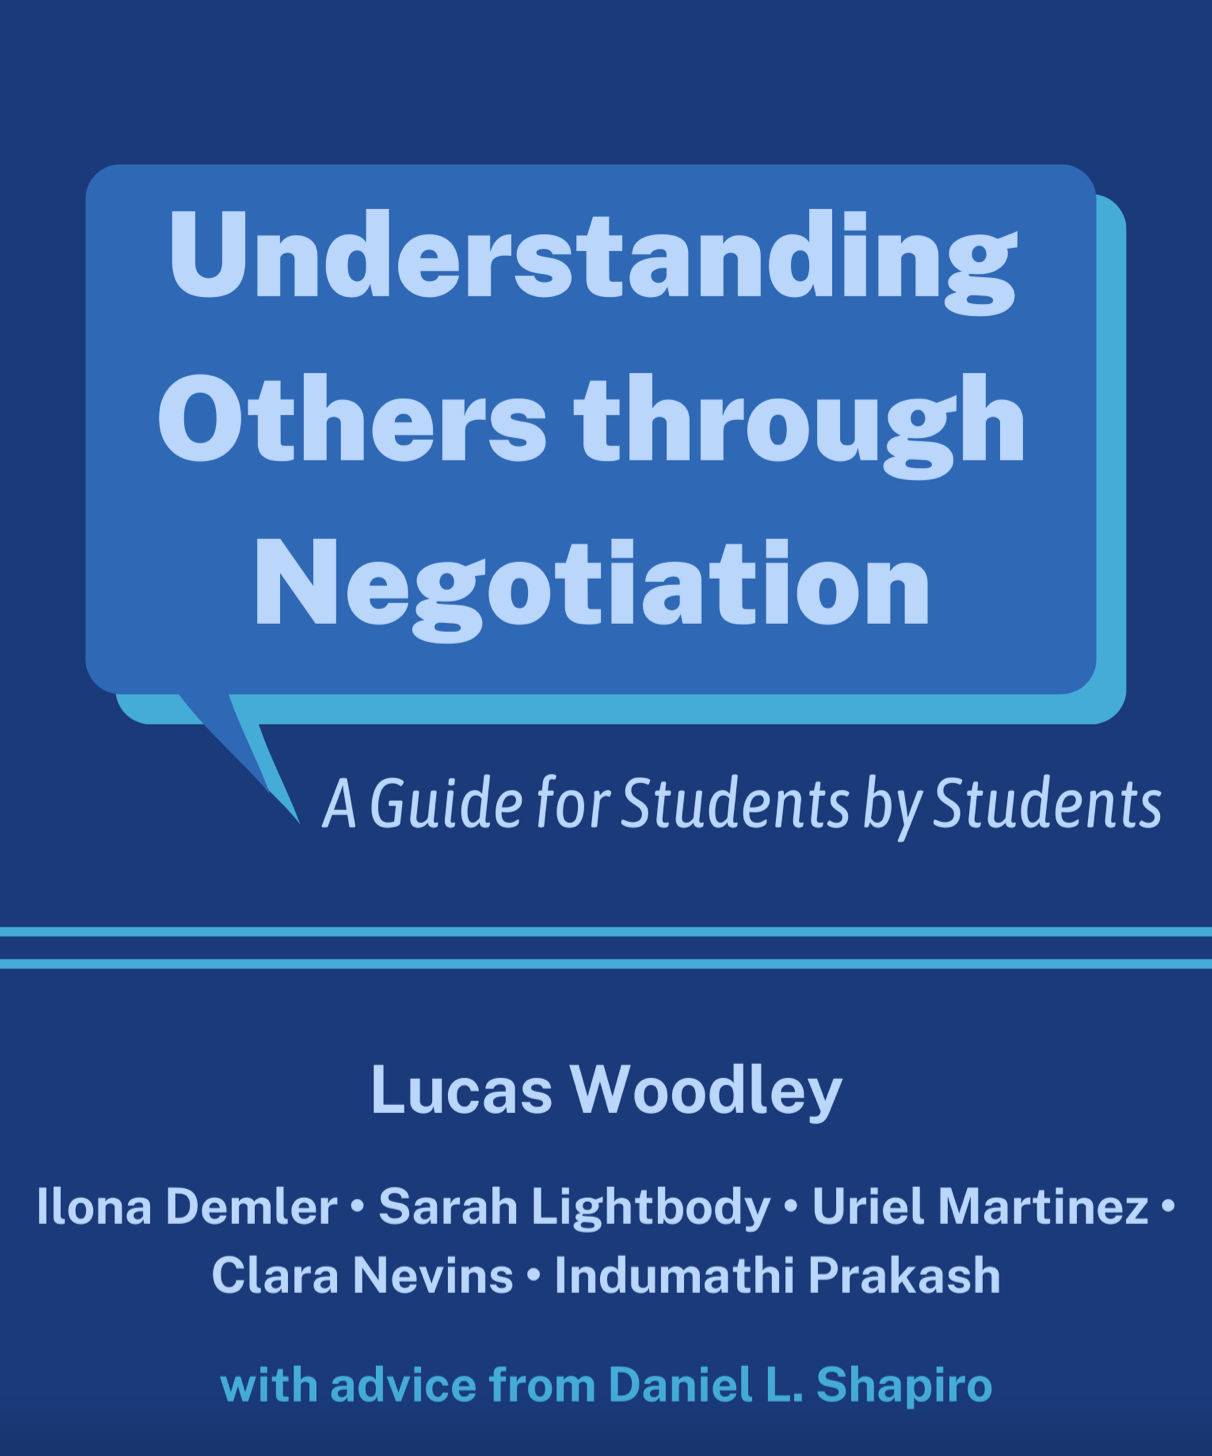 Understanding
Others through
Negotiation
A Guide for Students by Students
Lucas Woodley
Ilona Demler • Sarah Lightbody • Uriel Martinez •
Clara Nevins • Indumathi Prakash
with advice from Daniel L. Shapiro